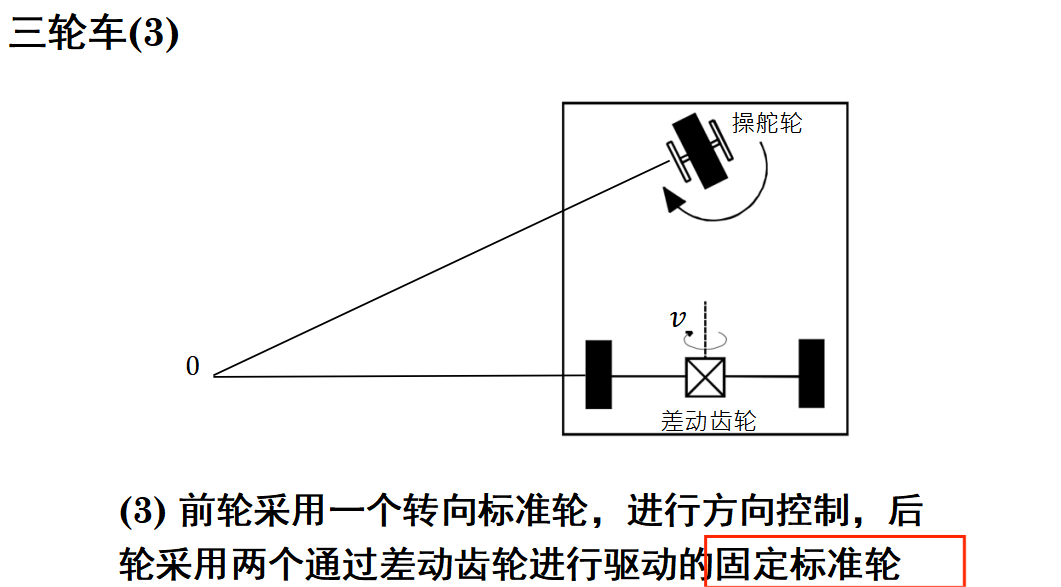 三轮车(3)
操舵轮
0
v
差动齿轮
(3) 前轮采用一个转向标准轮，进行方向控制，后
轮采用两个通过差动齿轮进行驱动的固定标准轮